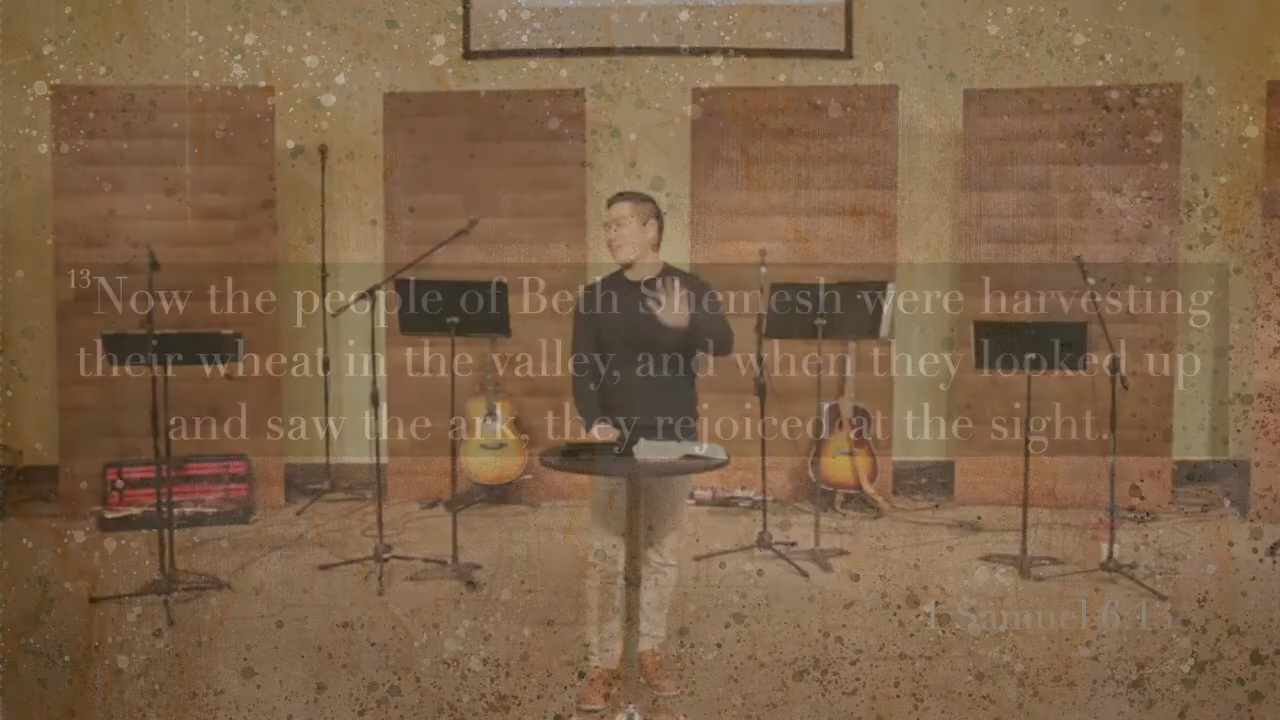 ¹³Now the people of Beth Shemesh were harvesting
their wheat in the valley, and when they looked up
and saw the ark, they rejoiced at the sight.
1 Samuel 6:13